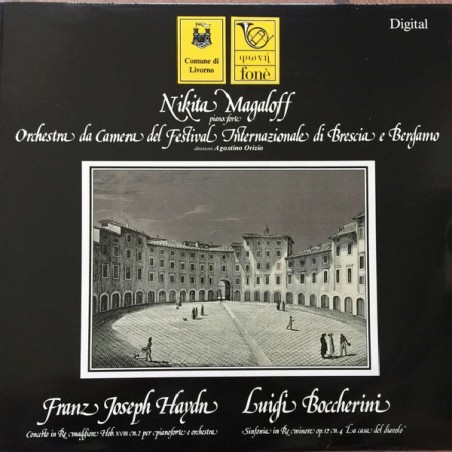 Digital
Comune di
Livorno
φωνή
fonè
Nikita Magaloff
pianoforte
Orchestra da Camera del Festival Internazionale di Brescia e Bergamo
direttore Agostino Orizio
Franz Joseph Haydn
Luigi Boccherini
Concerto in Re maggiore Hob. XVIII n. 2 per pianoforte e orchestra
Sinfonia in Re minore op. 12 n. 4 "La casa del diavolo"